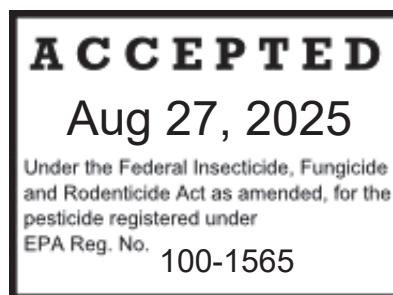 ACCEPTED
Aug 27, 2025
Under the Federal Insecticide, Fungicide
and Rodenticide Act as amended, for the
pesticide registered under
EPA Reg. No. 100-1565